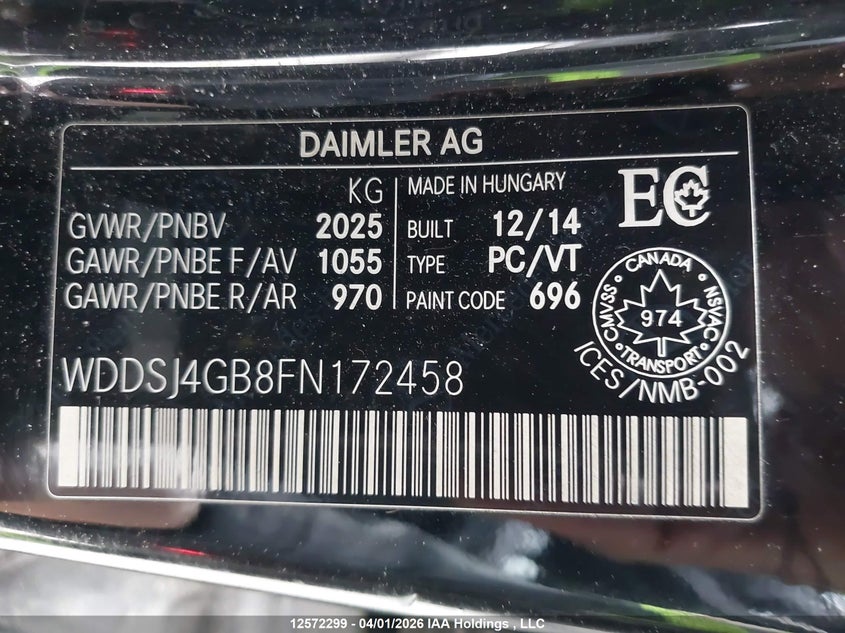 DAIMLER AG
KG
GVWR/PNBV 2025
GAWR/PNBE F/AV 1055
GAWR/PNBE R/AR 970
MADE IN HUNGARY
BUILT 12/14
TYPE PC/VT
PAINT CODE 696
EC
CANADA
CMVSS NSVAC
974
TRANSPORT
ICES/NMB-002
WDDSJ4GB8FN172458
12572299 - 04/01/2026 IAA Holdings , LLC